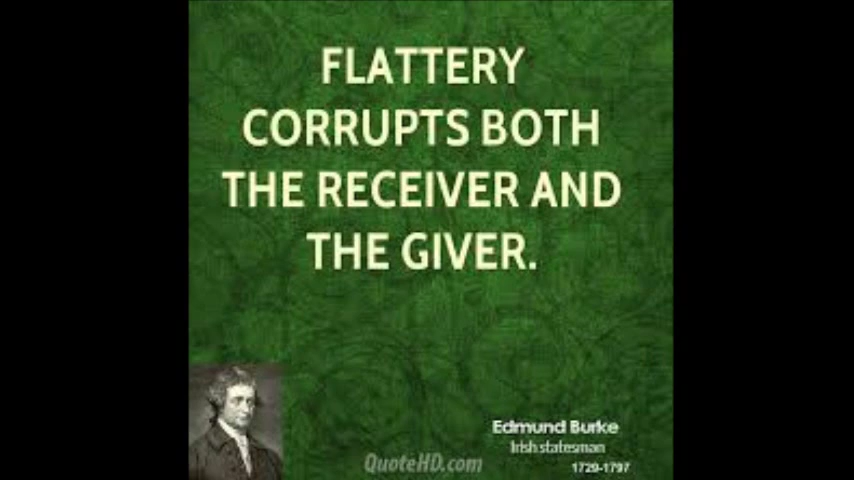 FLATTERY
CORRUPTS BOTH
THE RECEIVER AND
THE GIVER.
Edmund Burke
Irish statesman
1729-1797
QuoteHD.com